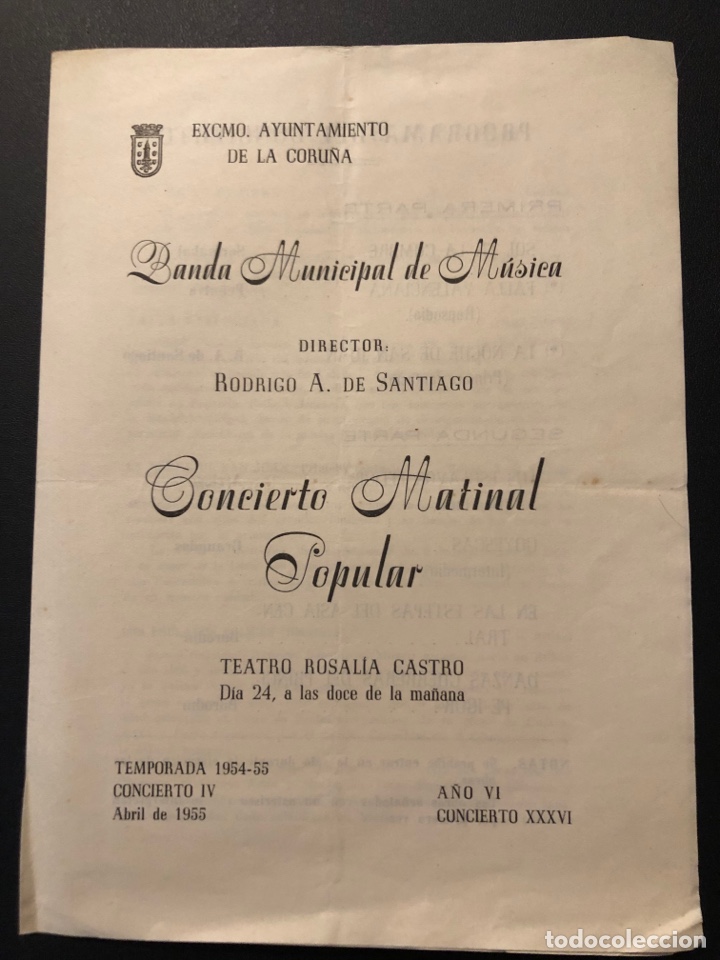 EXCMO. AYUNTAMIENTO
DE LA CORUÑA
Banda Municipal de Música
DIRECTOR:
RODRIGO A. DE SANTIAGO
Concierto Matinal
Popular
TEATRO ROSALÍA CASTRO
Día 24, a las doce de la mañana
TEMPORADA 1954-55
CONCIERTO IV
Abril de 1955
AÑO VI
CONCIERTO XXXVI
todocoleccion